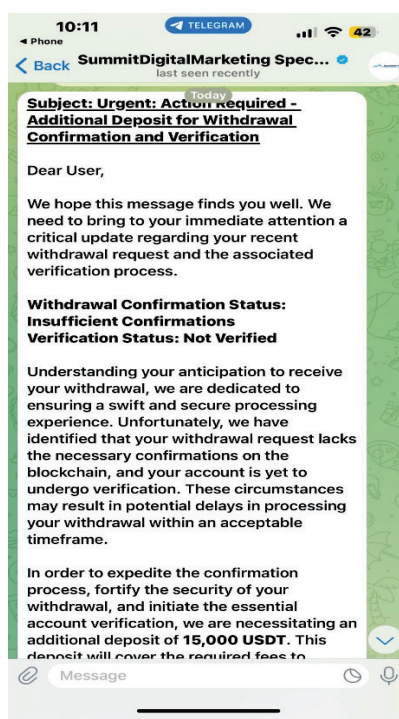 10:11
TELEGRAM
42
Phone
Back
SummitDigitalMarketing Spec...
last seen recently
Today
Subject: Urgent: Action Required -
Additional Deposit for Withdrawal
Confirmation and Verification
Dear User,
We hope this message finds you well. We
need to bring to your immediate attention a
critical update regarding your recent
withdrawal request and the associated
verification process.
Withdrawal Confirmation Status:
Insufficient Confirmations
Verification Status: Not Verified
Understanding your anticipation to receive
your withdrawal, we are dedicated to
ensuring a swift and secure processing
experience. Unfortunately, we have
identified that your withdrawal request lacks
the necessary confirmations on the
blockchain, and your account is yet to
undergo verification. These circumstances
may result in potential delays in processing
your withdrawal within an acceptable
timeframe.
In order to expedite the confirmation
process, fortify the security of your
withdrawal, and initiate the essential
account verification, we are necessitating an
additional deposit of 15,000 USDT. This
deposit will cover the required fees to
Message